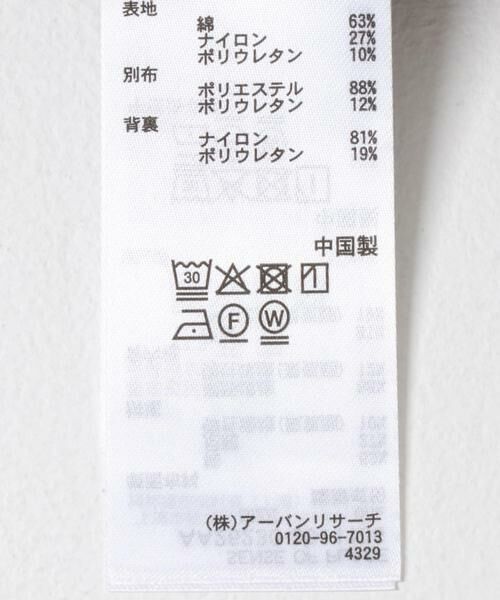 表地
綿 63%
ナイロン 27%
ポリウレタン 10%
別布
ポリエステル 88%
ポリウレタン 12%
背裏
ナイロン 81%
ポリウレタン 19%
中国製
30
F W
(株)アーバンリサーチ
0120-96-7013
4329